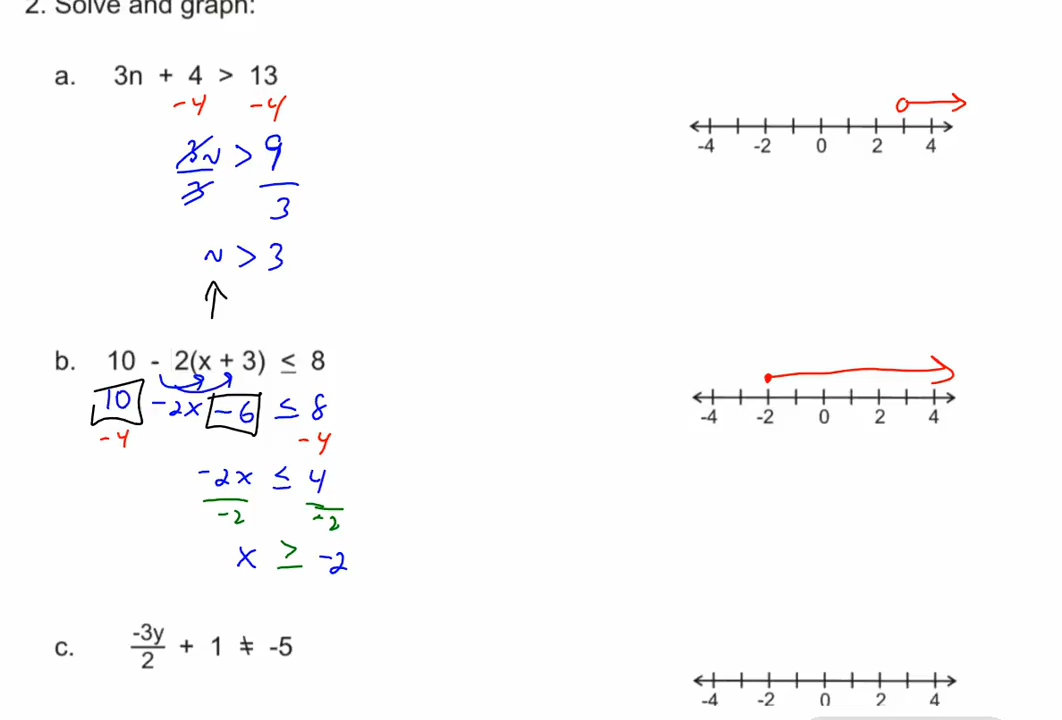 2. Solve and graph:
a. 3n + 4 > 13
-4 -4
3n > 9
3 3
n > 3
-4 -2 0 2 4
b. 10 - 2(x + 3) ≤ 8
10 -2x -6 ≤ 8
-4 -4
-2x ≤ 4
-2 -2
x ≥ -2
-4 -2 0 2 4
c. -3y/2 + 1 ≠ -5
-4 -2 0 2 4